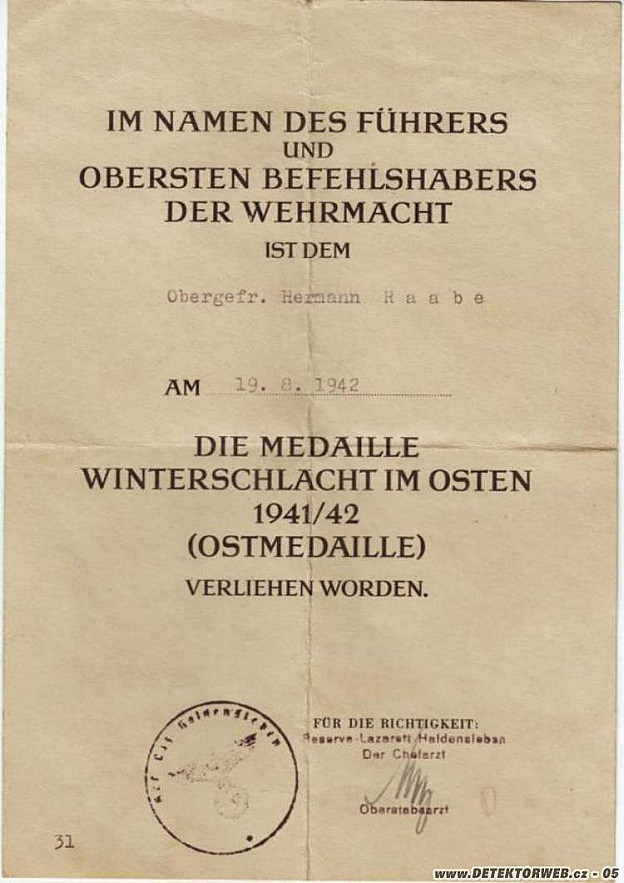 IM NAMEN DES FÜHRERS
UND
OBERSTEN BEFEHLSHABERS
DER WEHRMACHT
IST DEM
Obergefr. Hermann R a a b e
AM 19. 8. 1942
DIE MEDAILLE
WINTERSCHLACHT IM OSTEN
1941/42
(OSTMEDAILLE)
VERLIEHEN WORDEN.
Haldensleben
FÜR DIE RICHTIGKEIT:
Reserve-Lazarett Haldensleben
Der Chefarzt
Oberstabsarzt
31
www.DETEKTORWEB.cz - 05